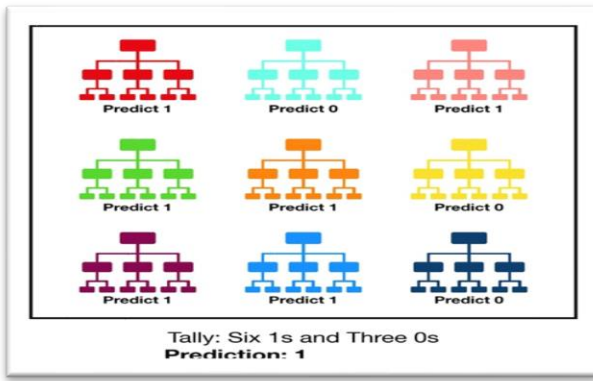 Predict 1 Predict 0 Predict 1
Predict 1 Predict 1 Predict 0
Predict 1 Predict 1 Predict 0
Tally: Six 1s and Three 0s
Prediction: 1